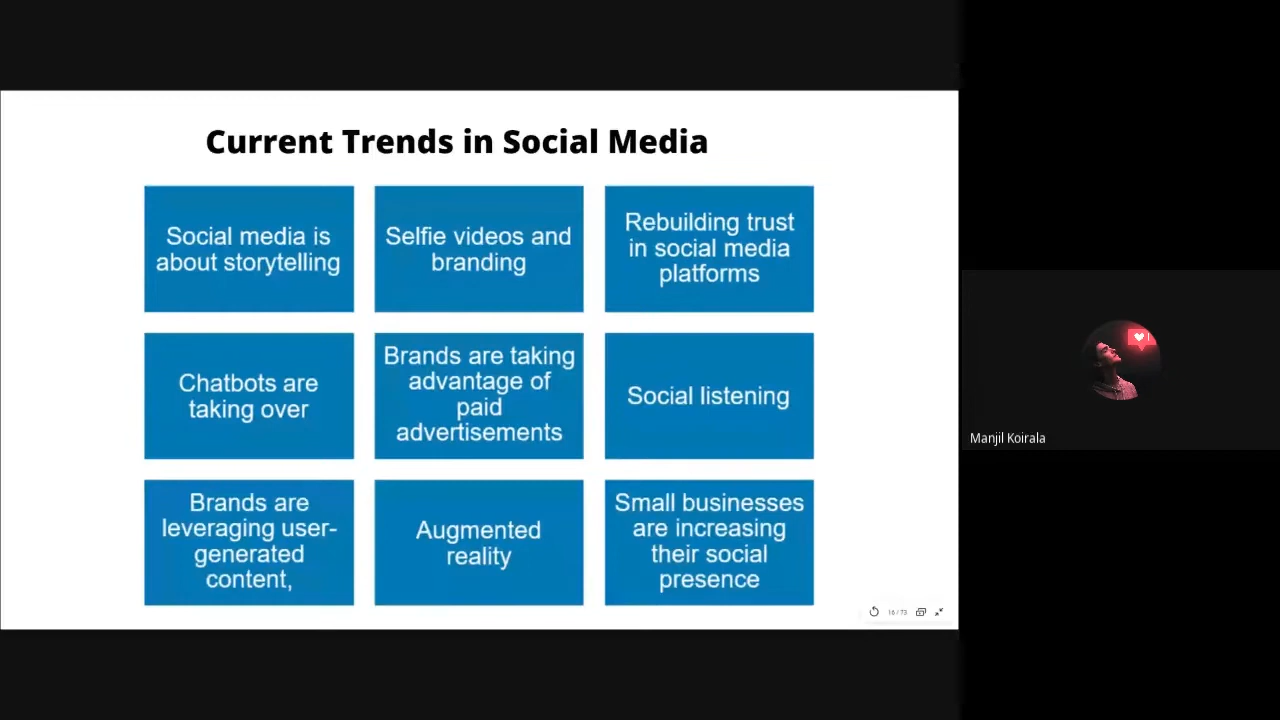 Current Trends in Social Media
Social media is
about storytelling
Selfie videos and
branding
Rebuilding trust
in social media
platforms
Chatbots are
taking over
Brands are taking
advantage of
paid
advertisements
Social listening
Brands are
leveraging user-
generated
content,
Augmented
reality
Small businesses
are increasing
their social
presence
16 / 73
Manjil Koirala